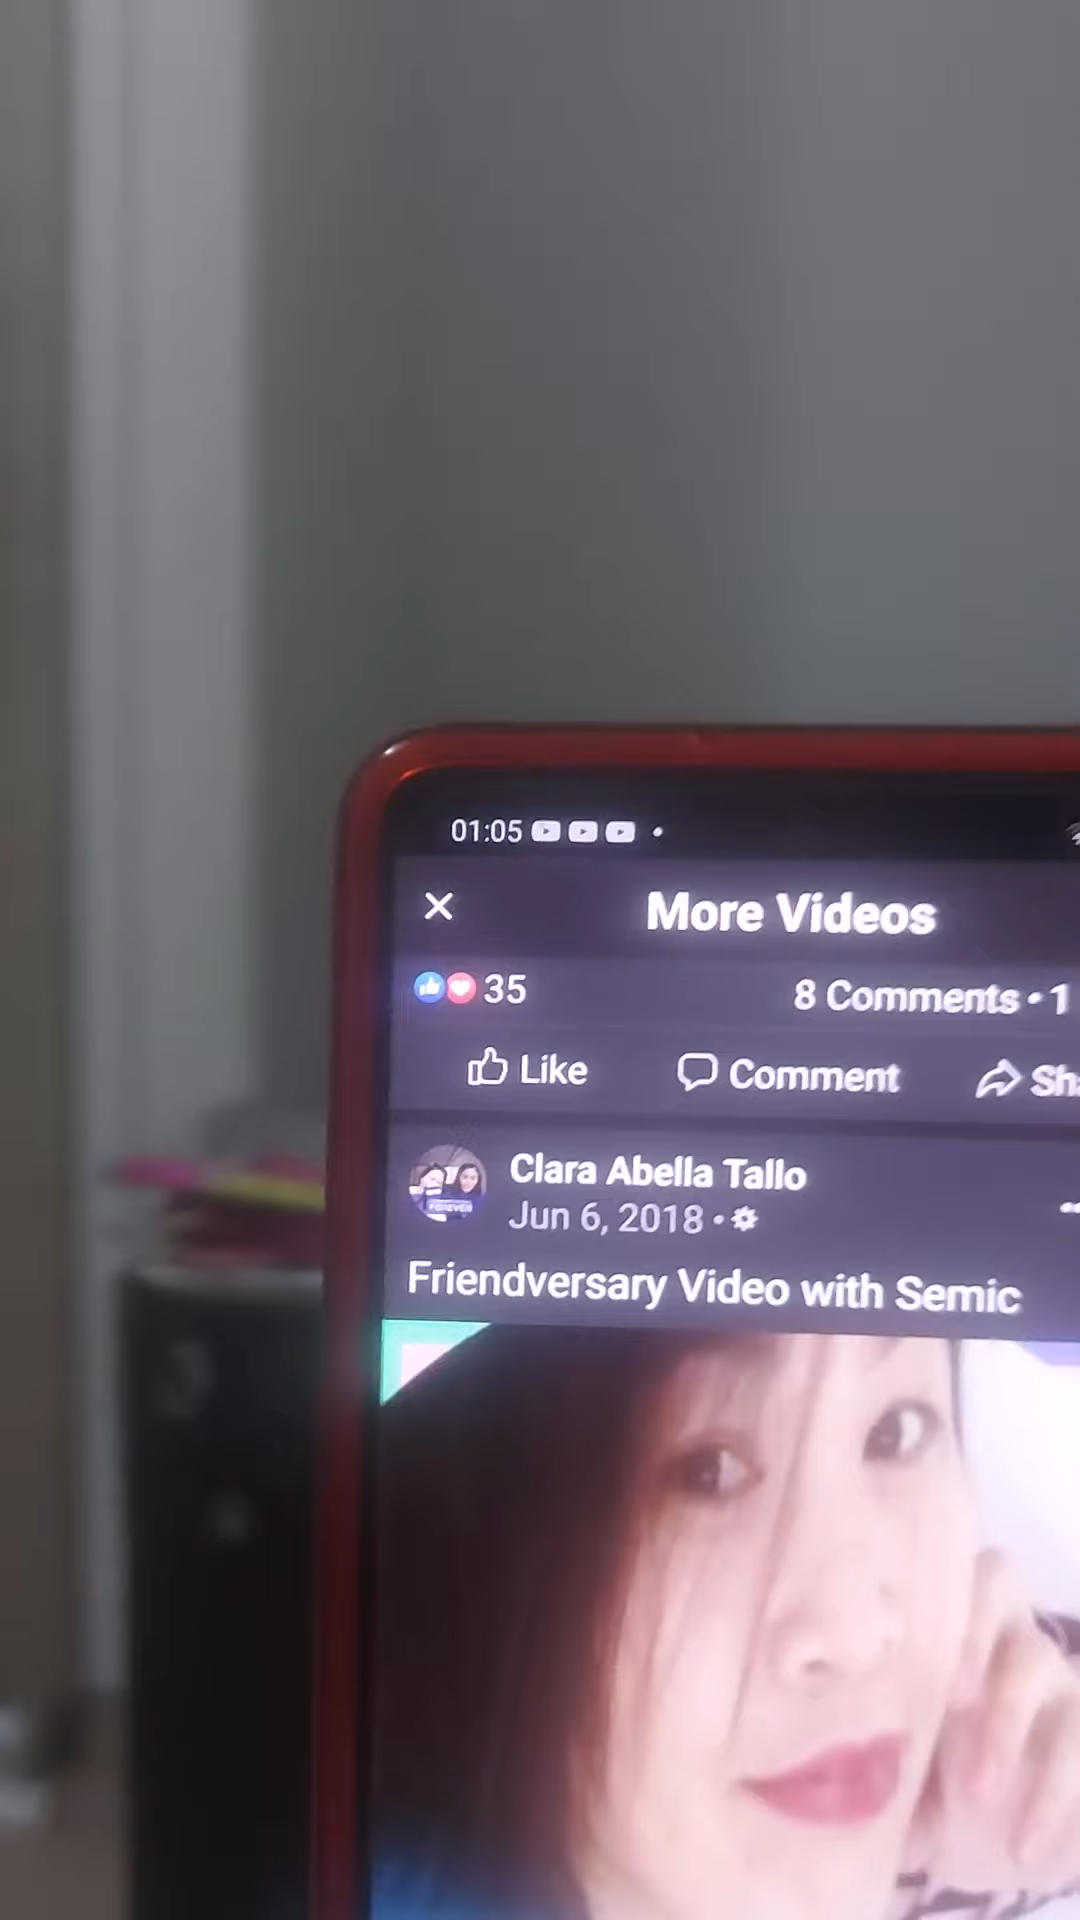 01:05
More Videos
35
8 Comments • 1
Like
Comment
Clara Abella Tallo
Jun 6, 2018 •
Friendversary Video with Semic
FOREVER